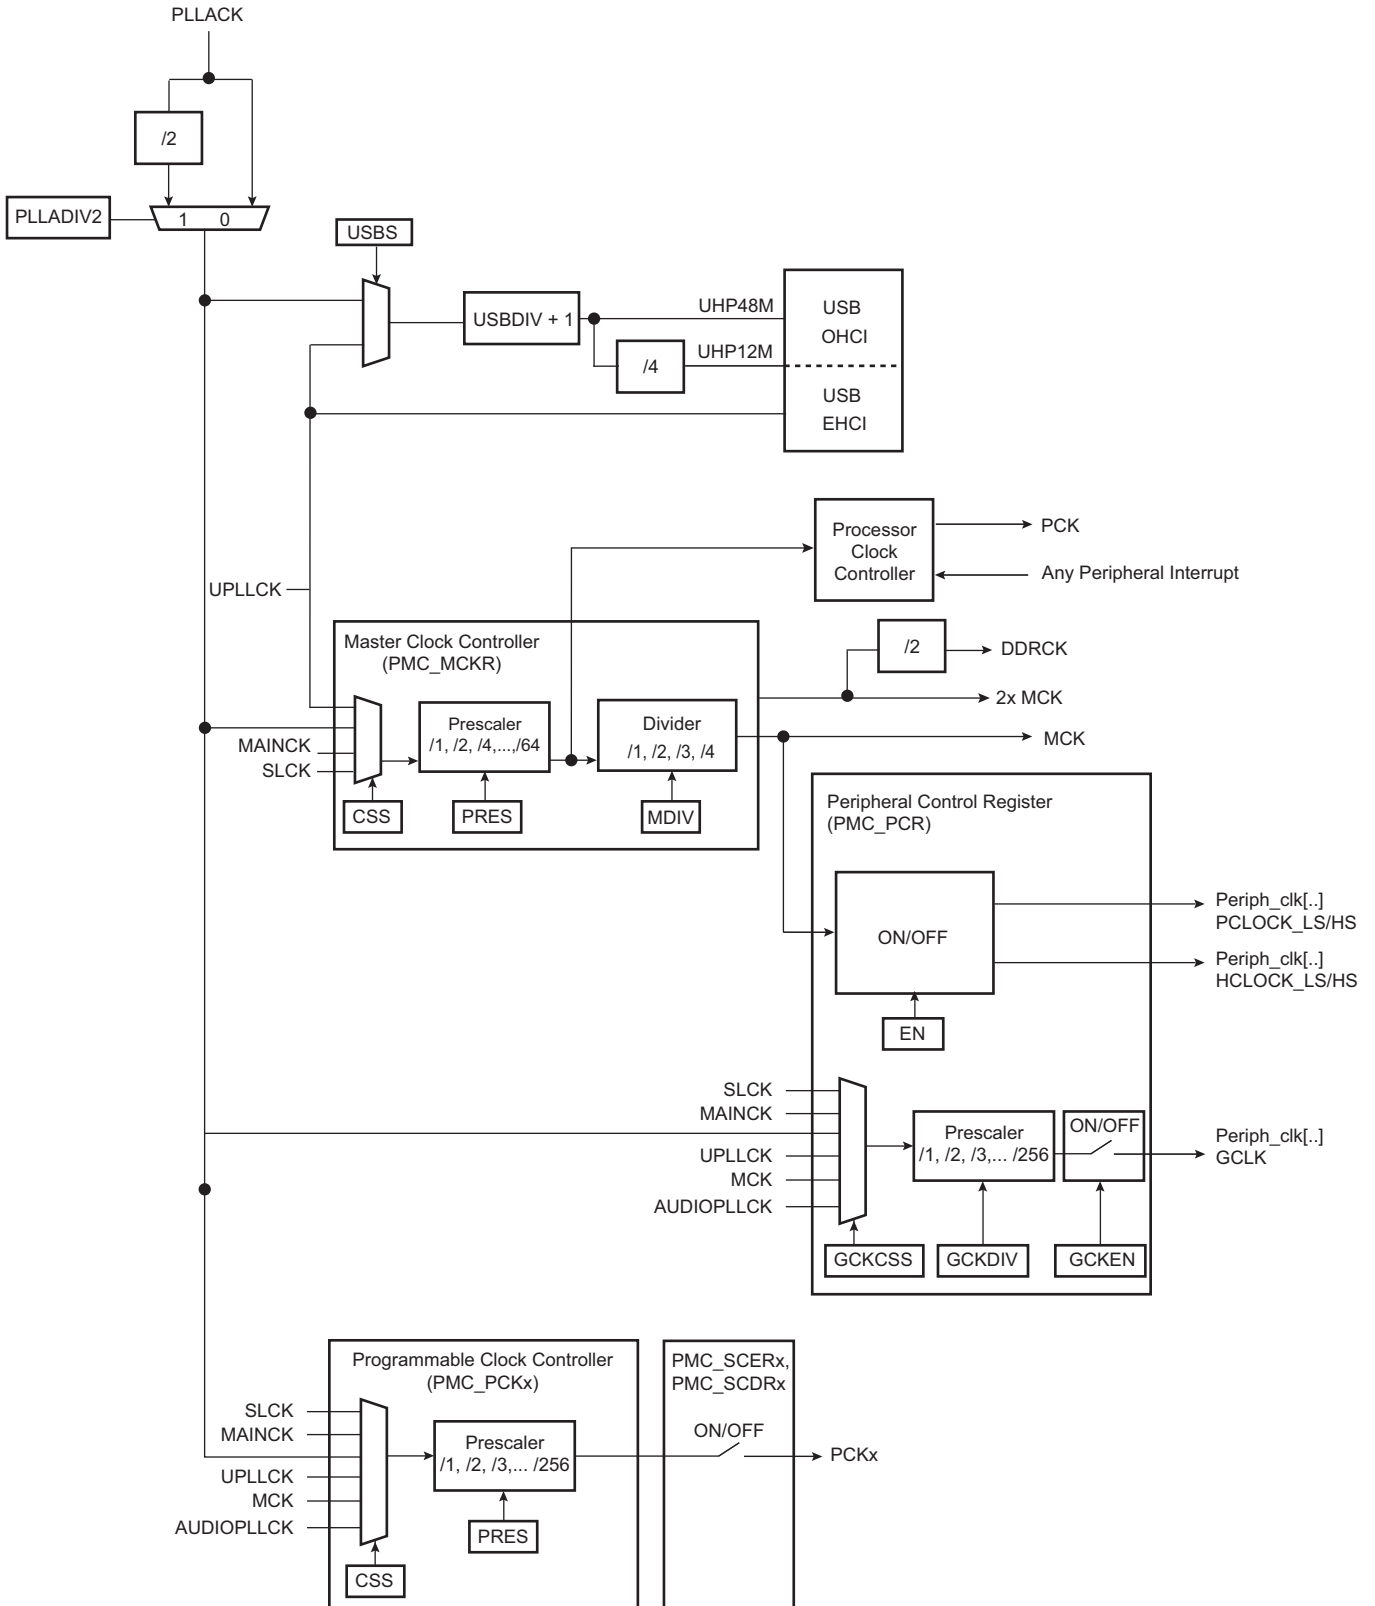 PLLACK
/2
PLLADIV2
1 0
USBS
USBDIV + 1
UHP48M
/4
UHP12M
USB
OHCI
USB
EHCI
Processor
Clock
Controller
PCK
Any Peripheral Interrupt
UPLLCK
Master Clock Controller
(PMC_MCKR)
/2
DDRCK
2x MCK
MCK
MAINCK
SLCK
Prescaler
/1, /2, /4,...,/64
Divider
/1, /2, /3, /4
CSS
PRES
MDIV
Peripheral Control Register
(PMC_PCR)
ON/OFF
EN
Periph_clk[..]
PCLOCK_LS/HS
Periph_clk[..]
HCLOCK_LS/HS
SLCK
MAINCK
UPLLCK
MCK
AUDIOPLLCK
Prescaler
/1, /2, /3,... /256
ON/OFF
Periph_clk[..]
GCLK
GCKCSS
GCKDIV
GCKEN
Programmable Clock Controller
(PMC_PCKx)
SLCK
MAINCK
UPLLCK
MCK
AUDIOPLLCK
Prescaler
/1, /2, /3,... /256
PRES
CSS
PMC_SCERx,
PMC_SCDRx
ON/OFF
PCKx